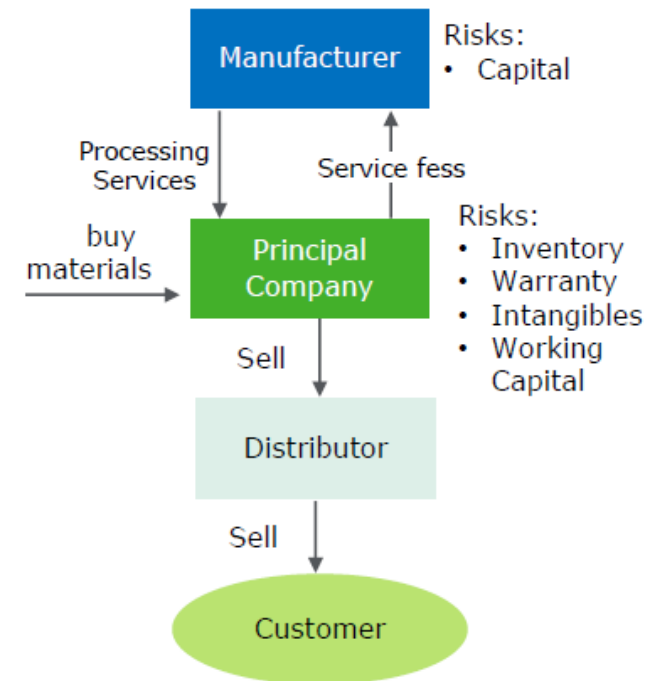 Manufacturer
Risks:
• Capital
Processing
Services
Service fess
buy
materials
Principal
Company
Risks:
• Inventory
• Warranty
• Intangibles
• Working
Capital
Sell
Distributor
Sell
Customer